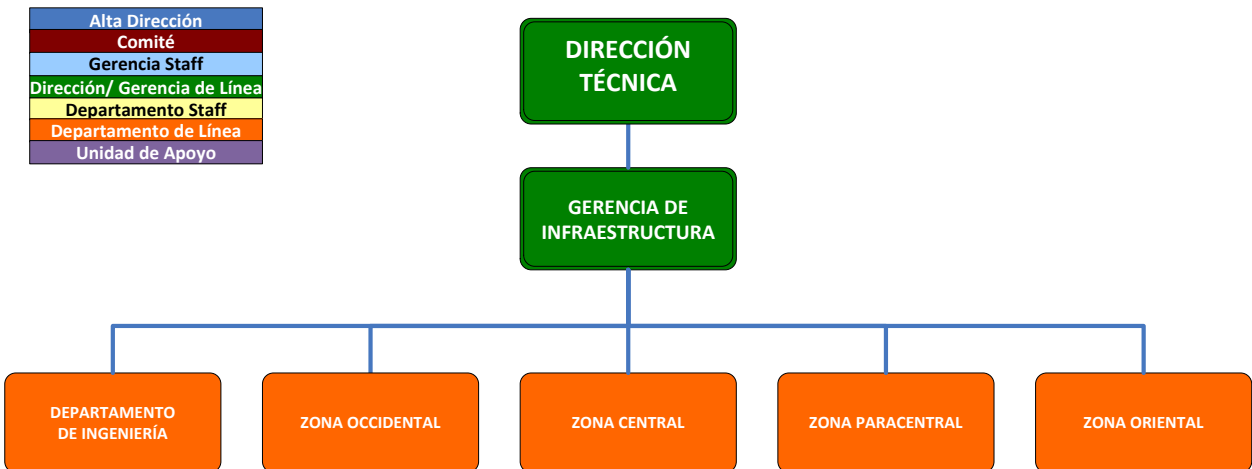 Alta Dirección
Comité
Gerencia Staff
Dirección/ Gerencia de Línea
Departamento Staff
Departamento de Línea
Unidad de Apoyo
DIRECCIÓN
TÉCNICA
GERENCIA DE
INFRAESTRUCTURA
DEPARTAMENTO
DE INGENIERÍA
ZONA OCCIDENTAL
ZONA CENTRAL
ZONA PARACENTRAL
ZONA ORIENTAL